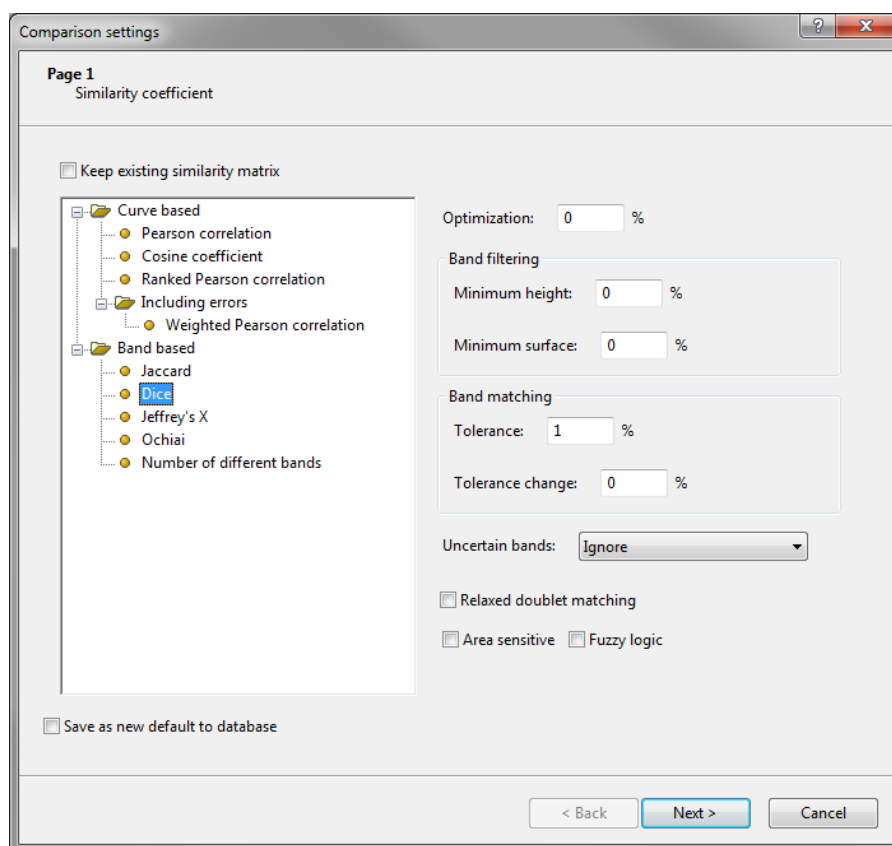 Comparison settings
Page 1
Similarity coefficient
Keep existing similarity matrix
Curve based
Pearson correlation
Cosine coefficient
Ranked Pearson correlation
Including errors
Weighted Pearson correlation
Band based
Jaccard
Dice
Jeffrey's X
Ochiai
Number of different bands
Optimization: 0 %
Band filtering
Minimum height: 0 %
Minimum surface: 0 %
Band matching
Tolerance: 1 %
Tolerance change: 0 %
Uncertain bands: Ignore
Relaxed doublet matching
Area sensitive Fuzzy logic
Save as new default to database
< Back Next > Cancel